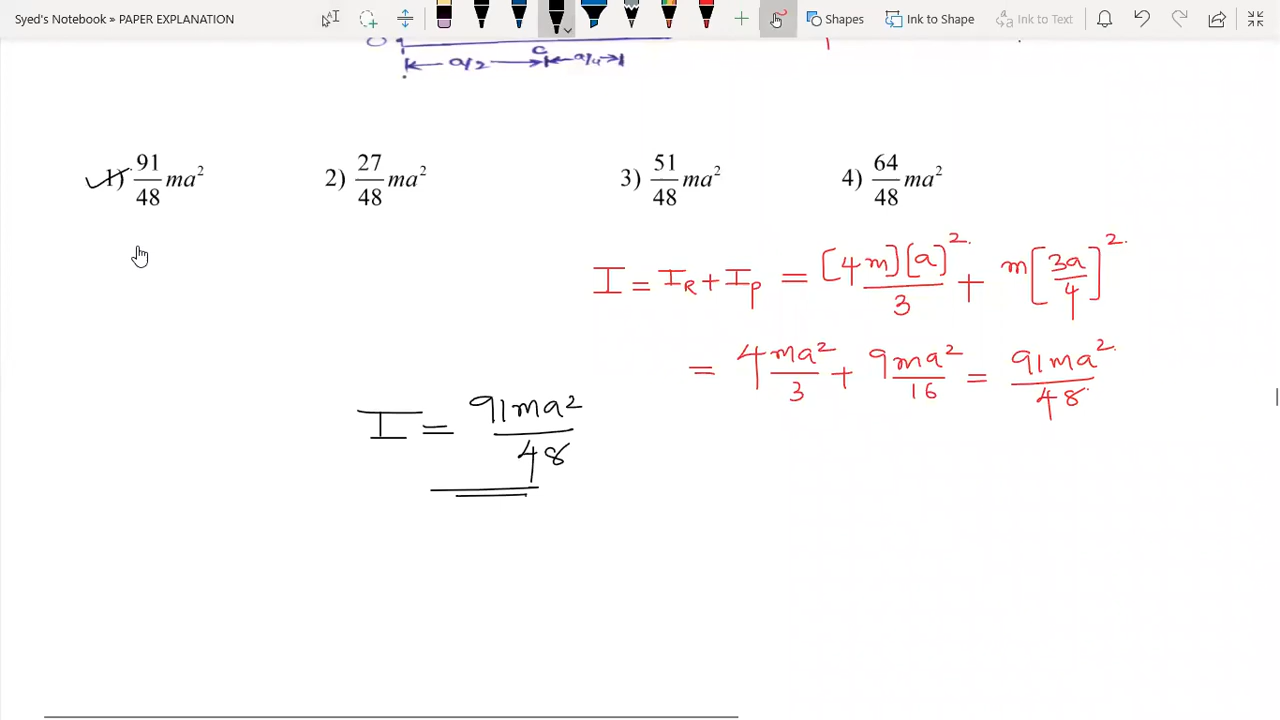 Syed's Notebook » PAPER EXPLANATION
Shapes
Ink to Shape
Ink to Text
O
a/2
c
a/4
1) 91/48 ma²
2) 27/48 ma²
3) 51/48 ma²
4) 64/48 ma²
I = I_R + I_P = [4m][a]²/3 + m[3a/4]²
= 4ma²/3 + 9ma²/16 = 91ma²/48
I = 91ma²/48